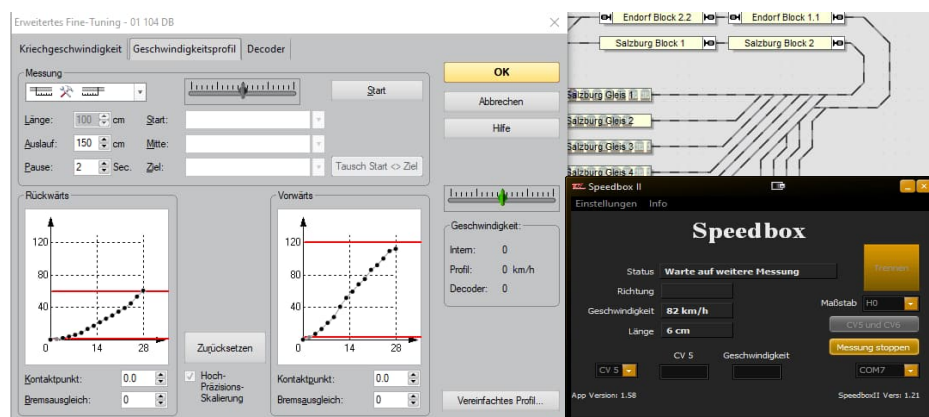 Erweitertes Fine-Tuning - 01 104 DB
Kriechgeschwindigkeit Geschwindigkeitsprofil Decoder
Messung
Start
Länge: 100 cm Start:
Auslauf: 150 cm Mitte:
Pause: 2 Sec. Ziel: Tausch Start <> Ziel
OK
Abbrechen
Hilfe
Rückwärts
120
80
40
0 14 28
Kontaktpunkt: 0.0
Bremsausgleich: 0
Zurücksetzen
Hoch-
Präzisions-
Skalierung
Vorwärts
120
80
40
0 14 28
Kontaktpunkt: 0.0
Bremsausgleich: 0
Geschwindigkeit:
Intern: 0
Profil: 0 km/h
Decoder: 0
Vereinfachtes Profil...
Endorf Block 2.2 Endorf Block 1.1
Salzburg Block 1 Salzburg Block 2
Salzburg Gleis 1
Salzburg Gleis 2
Salzburg Gleis 3
Salzburg Gleis 4
Speedbox II
Einstellungen Info
Speedbox
Status Warte auf weitere Messung
Richtung
Geschwindigkeit 82 km/h
Länge 6 cm
Brennen
Maßstab H0
CV5 und CV6
Messung stoppen
CV 5 Geschwindigkeit
CV 5
COM7
App Version: 1.58
SpeedboxII Vers: 1.21